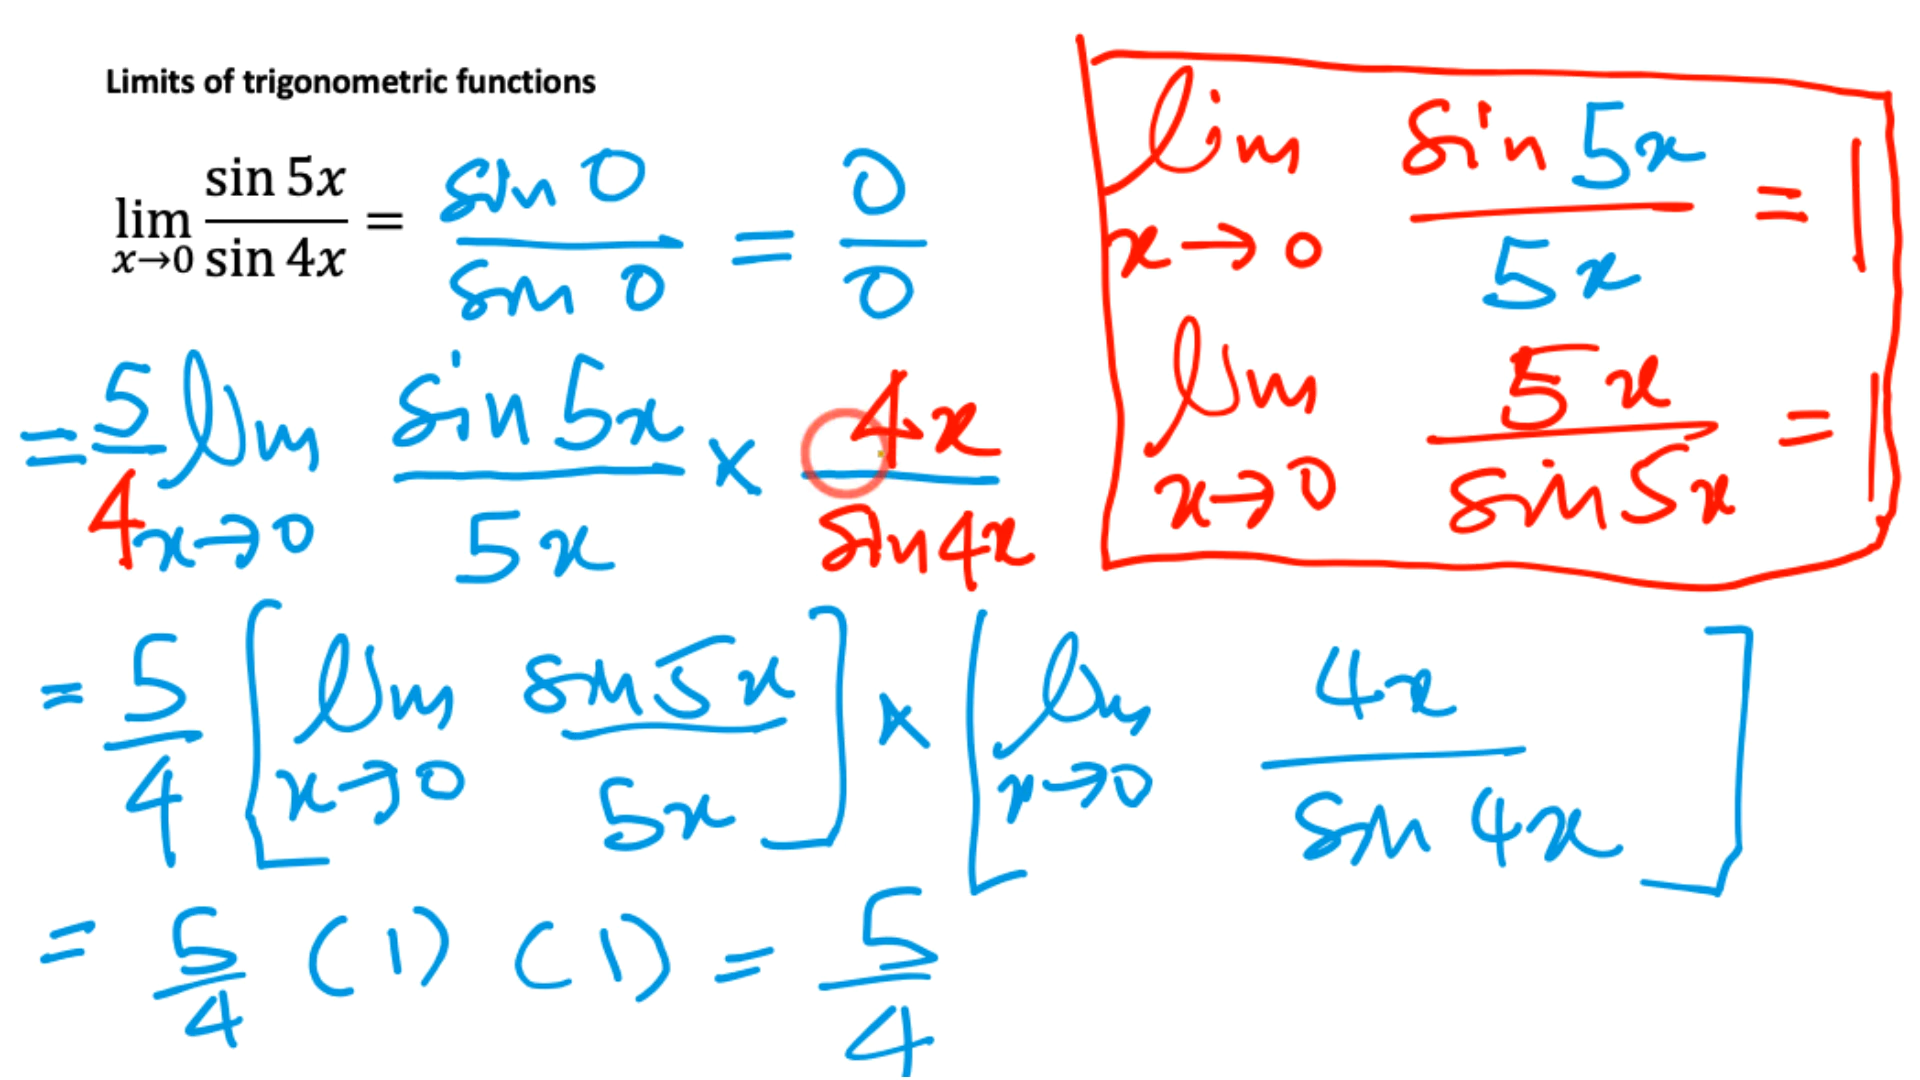 Limits of trigonometric functions
lim x→0 sin 5x / sin 4x = sin 0 / sin 0 = 0/0
= 5/4 lim x→0 sin 5x / 5x × 4x / sin 4x
= 5/4 [ lim x→0 sin 5x / 5x ] × [ lim x→0 4x / sin 4x ]
= 5/4 (1) (1) = 5/4
lim x→0 sin 5x / 5x = 1
lim x→0 5x / sin 5x = 1